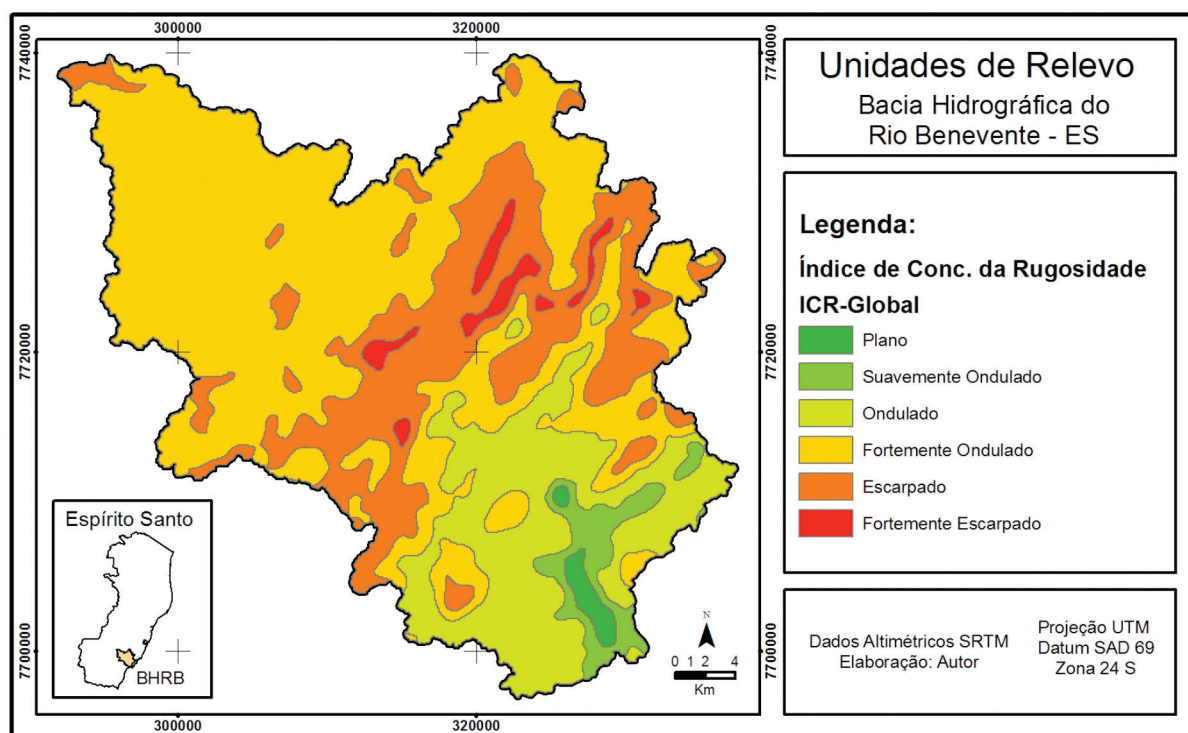 300000
320000
7740000
7740000
7720000
7720000
7700000
7700000
300000
320000
Unidades de Relevo
Bacia Hidrográfica do
Rio Benevente - ES
Legenda:
Índice de Conc. da Rugosidade
ICR-Global
Plano
Suavemente Ondulado
Ondulado
Fortemente Ondulado
Escarpado
Fortemente Escarpado
Espírito Santo
BHRB
N
0 1 2 4
Km
Dados Altimétricos SRTM
Elaboração: Autor
Projeção UTM
Datum SAD 69
Zona 24 S